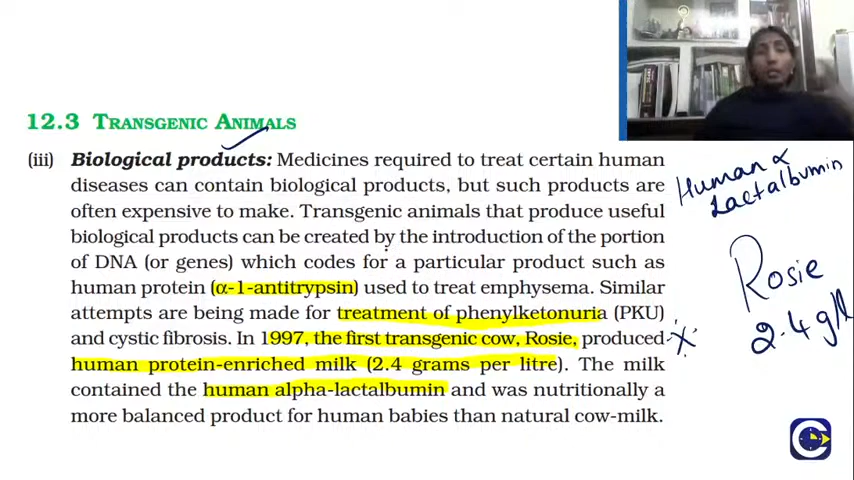 12.3 TRANSGENIC ANIMALS
(iii) Biological products: Medicines required to treat certain human
diseases can contain biological products, but such products are
often expensive to make. Transgenic animals that produce useful
biological products can be created by the introduction of the portion
of DNA (or genes) which codes for a particular product such as
human protein (α-1-antitrypsin) used to treat emphysema. Similar
attempts are being made for treatment of phenylketonuria (PKU)
and cystic fibrosis. In 1997, the first transgenic cow, Rosie, produced
human protein-enriched milk (2.4 grams per litre). The milk
contained the human alpha-lactalbumin and was nutritionally a
more balanced product for human babies than natural cow-milk.
Human α
Lactalbumin
Rosie
2.4 g/l